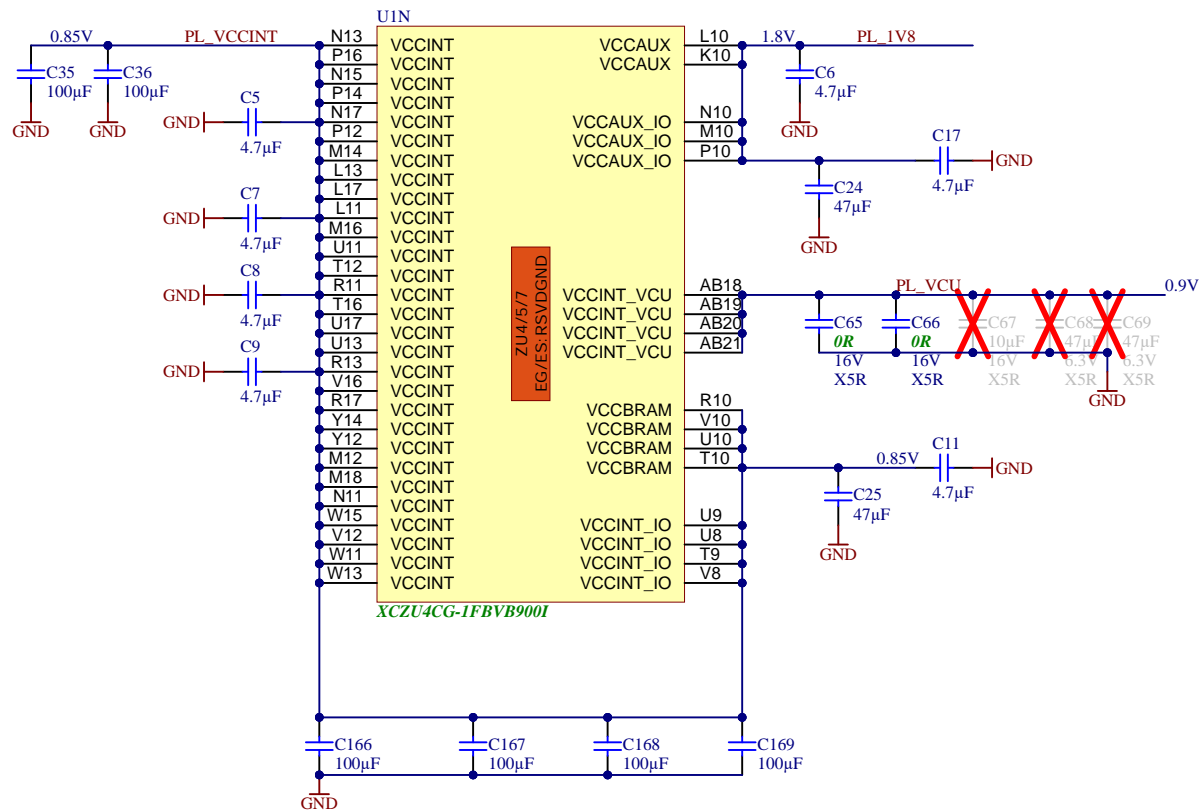 U1N
0.85V
PL_VCCINT
C35
100µF
GND
C36
100µF
GND
GND
C5
4.7µF
GND
C7
4.7µF
GND
C8
4.7µF
GND
C9
4.7µF
N13 VCCINT
P16 VCCINT
N15 VCCINT
P14 VCCINT
N17 VCCINT
P12 VCCINT
M14 VCCINT
L13 VCCINT
L17 VCCINT
L11 VCCINT
M16 VCCINT
U11 VCCINT
T12 VCCINT
R11 VCCINT
T16 VCCINT
U17 VCCINT
U13 VCCINT
R13 VCCINT
V16 VCCINT
R17 VCCINT
Y14 VCCINT
Y12 VCCINT
M12 VCCINT
M18 VCCINT
N11 VCCINT
W15 VCCINT
V12 VCCINT
W11 VCCINT
W13 VCCINT
ZU4/5/7
EG/ES: RSVDGND
VCCAUX L10
VCCAUX K10
VCCAUX_IO N10
VCCAUX_IO M10
VCCAUX_IO P10
VCCINT_VCU AB18
VCCINT_VCU AB19
VCCINT_VCU AB20
VCCINT_VCU AB21
VCCBRAM R10
VCCBRAM V10
VCCBRAM U10
VCCBRAM T10
VCCINT_IO U9
VCCINT_IO U8
VCCINT_IO T9
VCCINT_IO V8
XCZU4CG-1FBVB900I
1.8V
PL_1V8
C6
4.7µF
GND
C17
4.7µF
GND
C24
47µF
GND
PL_VCU
0.9V
C65
0R
16V
X5R
C66
0R
16V
X5R
C67
10µF
16V
X5R
C68
47µF
6.3V
X5R
C69
47µF
6.3V
X5R
GND
0.85V
C11
4.7µF
GND
C25
47µF
GND
C166
100µF
C167
100µF
C168
100µF
C169
100µF
GND